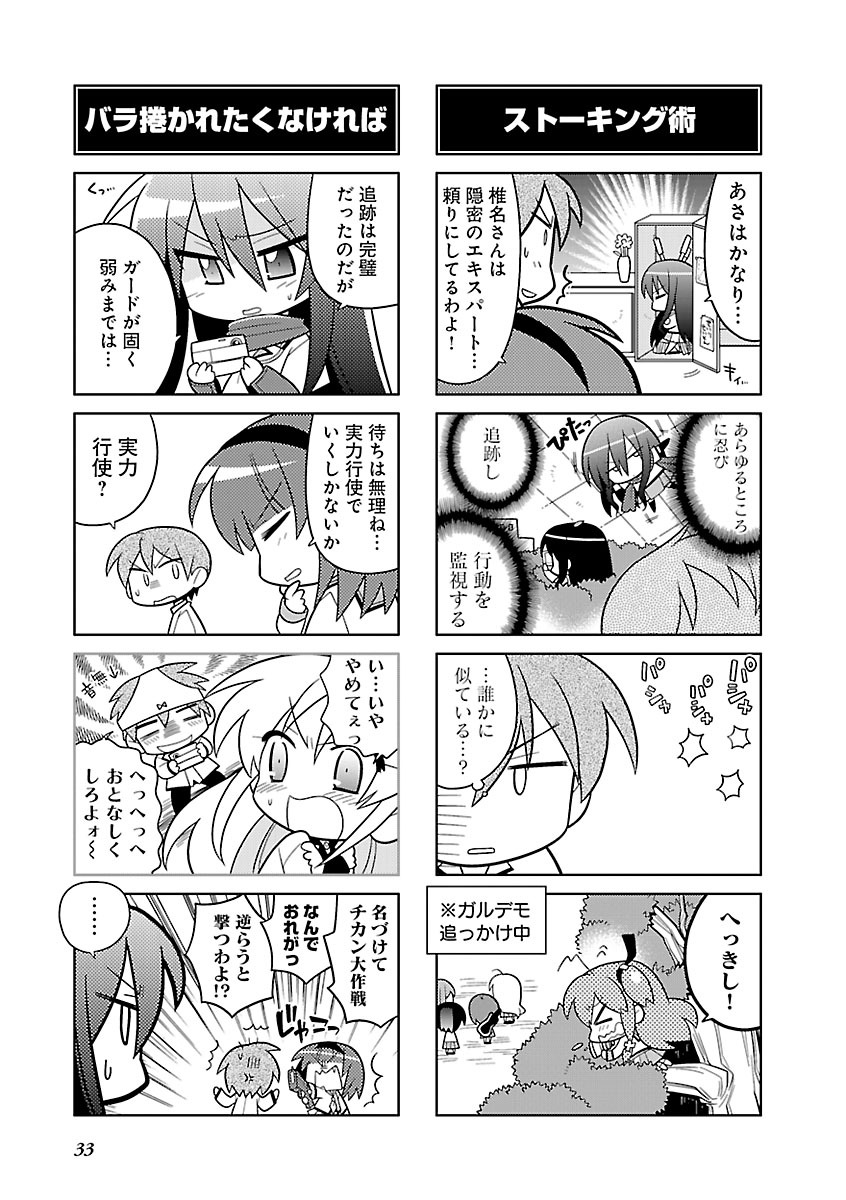 ストーキング術
あさはかなり…
椎名さんは
隠密のエキスパート…
頼りにしてるわよ!
キィ…
あらゆるところ
に忍び
ぴたっ
追跡し
行動を
監視する
パシャ
パシャ
パシャ
…誰かに
似ている…?
へっきし!
※ガルデモ
追っかけ中
バラ捲かれたくなければ
追跡は完璧
だったのだが
くっ…
ガードが固く
弱みまでは…
待ちは無理ね…
実力行使で
いくしかないか
実力
行使?
い…いや
やめてぇっ
へっへっへ
おとなしく
しろよォ~
名づけて
チカン大作戦
なんで
おれがっ
逆らうと
撃つわよ!?
じゃこっ
……
33